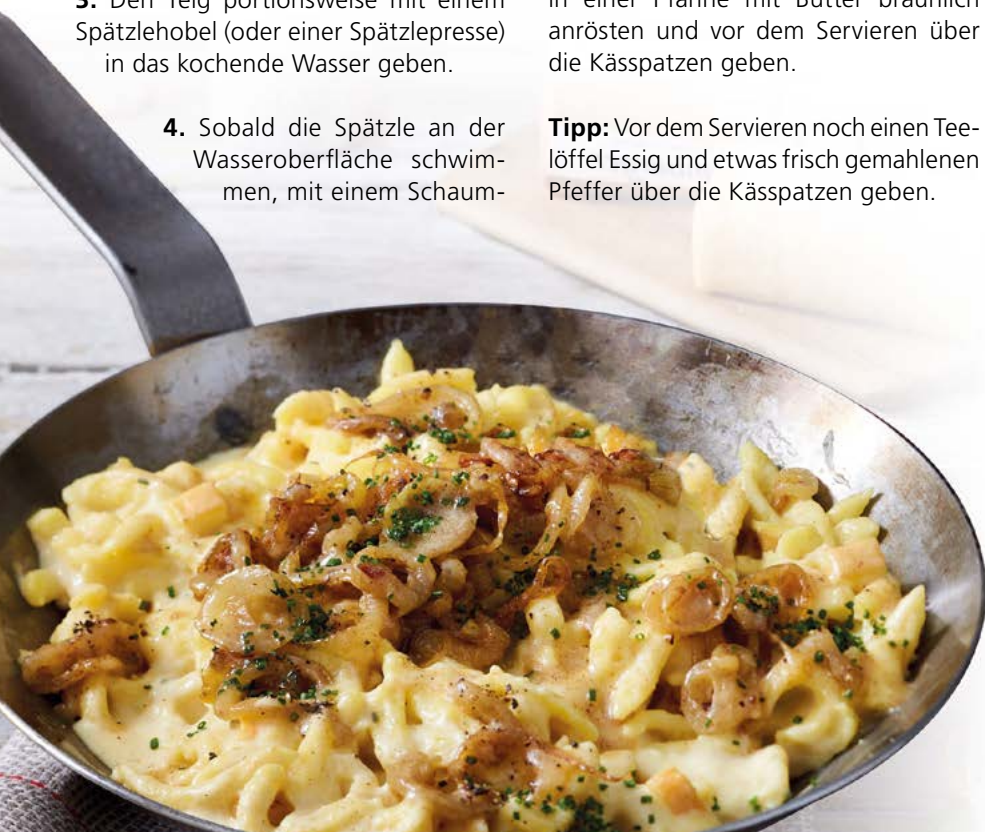 3. Den Teig portionsweise mit einem
Spätzlehobel (oder einer Spätzlepresse)
in das kochende Wasser geben.
4. Sobald die Spätzle an der
Wasseroberfläche schwim-
men, mit einem Schaum-
in einer Pfanne mit Butter bräunlich
anrösten und vor dem Servieren über
die Kässpatzen geben.
Tipp: Vor dem Servieren noch einen Tee-
löffel Essig und etwas frisch gemahlenen
Pfeffer über die Kässpatzen geben.